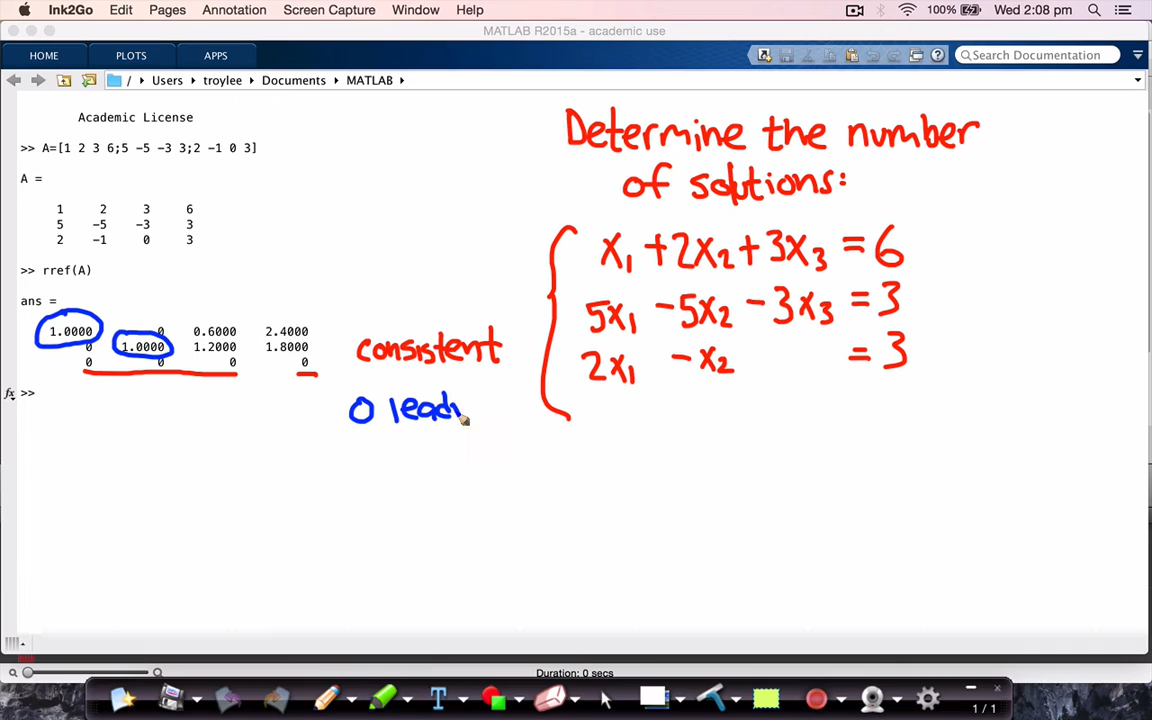 Ink2Go Edit Pages Annotation Screen Capture Window Help 100% Wed 2:08 pm
MATLAB R2015a - academic use
HOME PLOTS APPS Search Documentation
/ Users troylee Documents MATLAB
Academic License
>> A=[1 2 3 6;5 -5 -3 3;2 -1 0 3]
A =
1 2 3 6
5 -5 -3 3
2 -1 0 3
>> rref(A)
ans =
1.0000 0 0.6000 2.4000
0 1.0000 1.2000 1.8000
0 0 0 0
fx >>
consistent
O leadi
Determine the number
of solutions:
x₁ +2x₂ +3x₃ = 6
5x₁ -5x₂ -3x₃ = 3
2x₁ -x₂ = 3
Duration: 0 secs
T
1 / 1